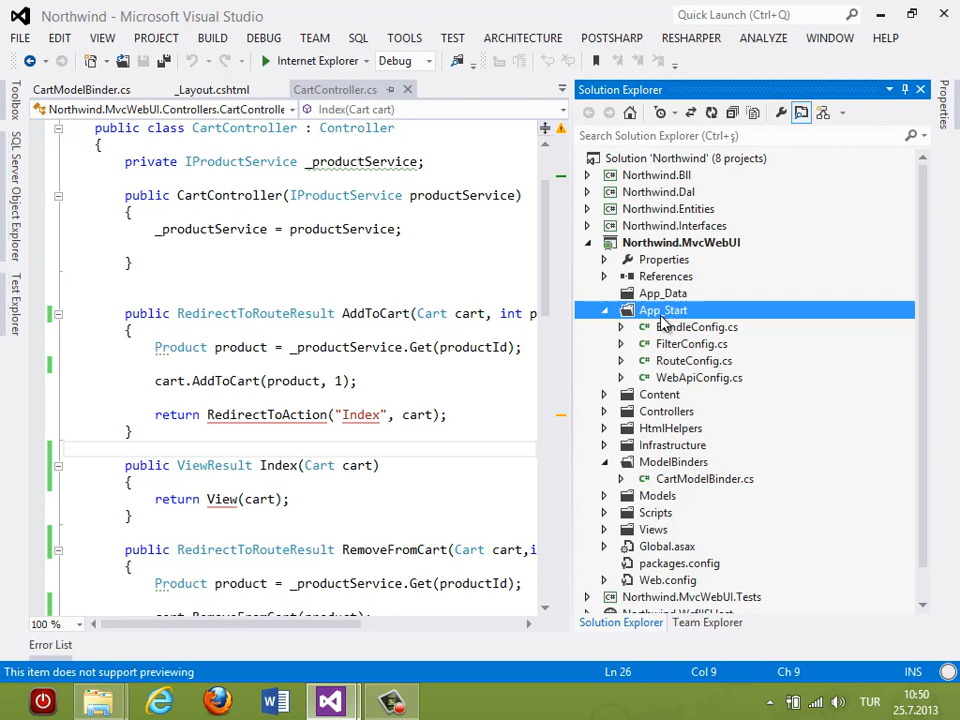 Northwind - Microsoft Visual Studio
Quick Launch (Ctrl+Q)
FILE EDIT VIEW PROJECT BUILD DEBUG TEAM SQL TOOLS TEST ARCHITECTURE POSTSHARP RESHARPER ANALYZE WINDOW HELP
Internet Explorer Debug
Toolbox
SQL Server Object Explorer
Test Explorer
CartModelBinder.cs _Layout.cshtml CartController.cs
Northwind.MvcWebUI.Controllers.CartControlle Index(Cart cart)
public class CartController : Controller
{
private IProductService _productService;
public CartController(IProductService productService)
{
_productService = productService;
}
public RedirectToRouteResult AddToCart(Cart cart, int p
{
Product product = _productService.Get(productId);
cart.AddToCart(product, 1);
return RedirectToAction("Index", cart);
}
public ViewResult Index(Cart cart)
{
return View(cart);
}
public RedirectToRouteResult RemoveFromCart(Cart cart,i
{
Product product = _productService.Get(productId);
cart.RemoveFromCart(product);
100 %
Error List
Solution Explorer
Search Solution Explorer (Ctrl+ş)
Solution 'Northwind' (8 projects)
Northwind.Bll
Northwind.Dal
Northwind.Entities
Northwind.Interfaces
Northwind.MvcWebUI
Properties
References
App_Data
App_Start
BundleConfig.cs
FilterConfig.cs
RouteConfig.cs
WebApiConfig.cs
Content
Controllers
HtmlHelpers
Infrastructure
ModelBinders
CartModelBinder.cs
Models
Scripts
Views
Global.asax
packages.config
Web.config
Northwind.MvcWebUI.Tests
Solution Explorer Team Explorer
Properties
This item does not support previewing Ln 26 Col 9 Ch 9 INS
TUR
10:50
25.7.2013